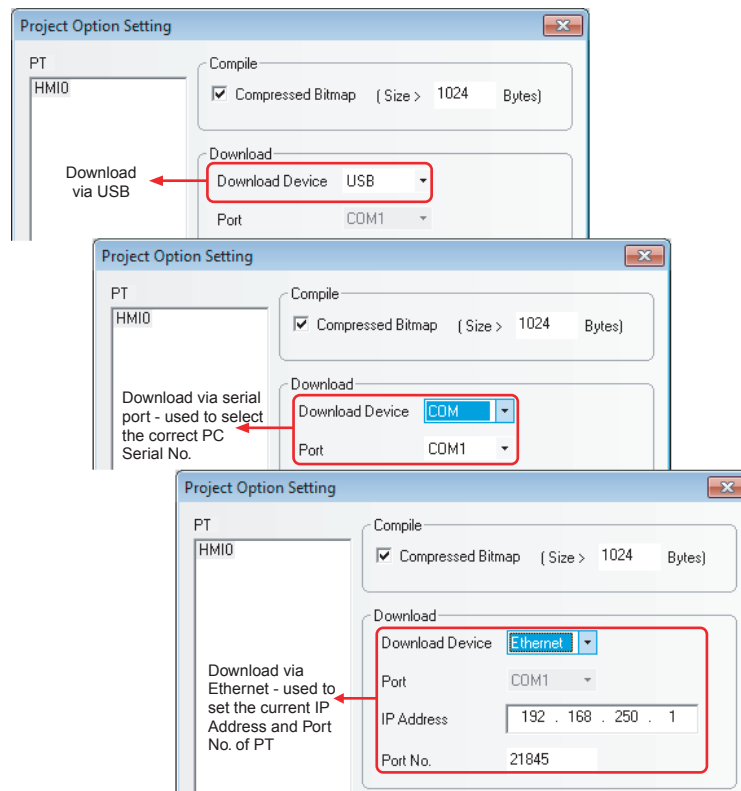 Project Option Setting
PT
HMI0
Compile
Compressed Bitmap ( Size > 1024 Bytes)
Download
Download Device USB
Port COM1
Download
via USB
Project Option Setting
PT
HMI0
Compile
Compressed Bitmap ( Size > 1024 Bytes)
Download
Download Device COM
Port COM1
Download via serial
port - used to select
the correct PC
Serial No.
Project Option Setting
PT
HMI0
Compile
Compressed Bitmap ( Size > 1024 Bytes)
Download
Download Device Ethernet
Port COM1
IP Address 192 . 168 . 250 . 1
Port No. 21845
Download via
Ethernet - used to
set the current IP
Address and Port
No. of PT